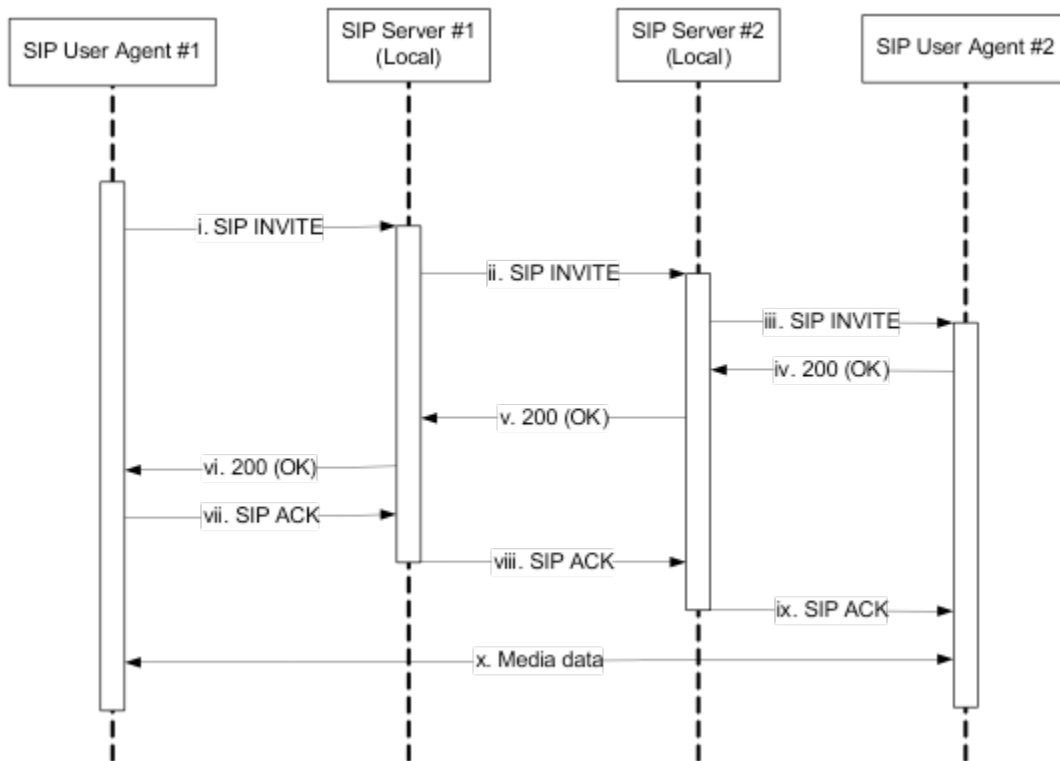 SIP User Agent #1
SIP Server #1
(Local)
SIP Server #2
(Local)
SIP User Agent #2
i. SIP INVITE
ii. SIP INVITE
iii. SIP INVITE
iv. 200 (OK)
v. 200 (OK)
vi. 200 (OK)
vii. SIP ACK
viii. SIP ACK
ix. SIP ACK
x. Media data